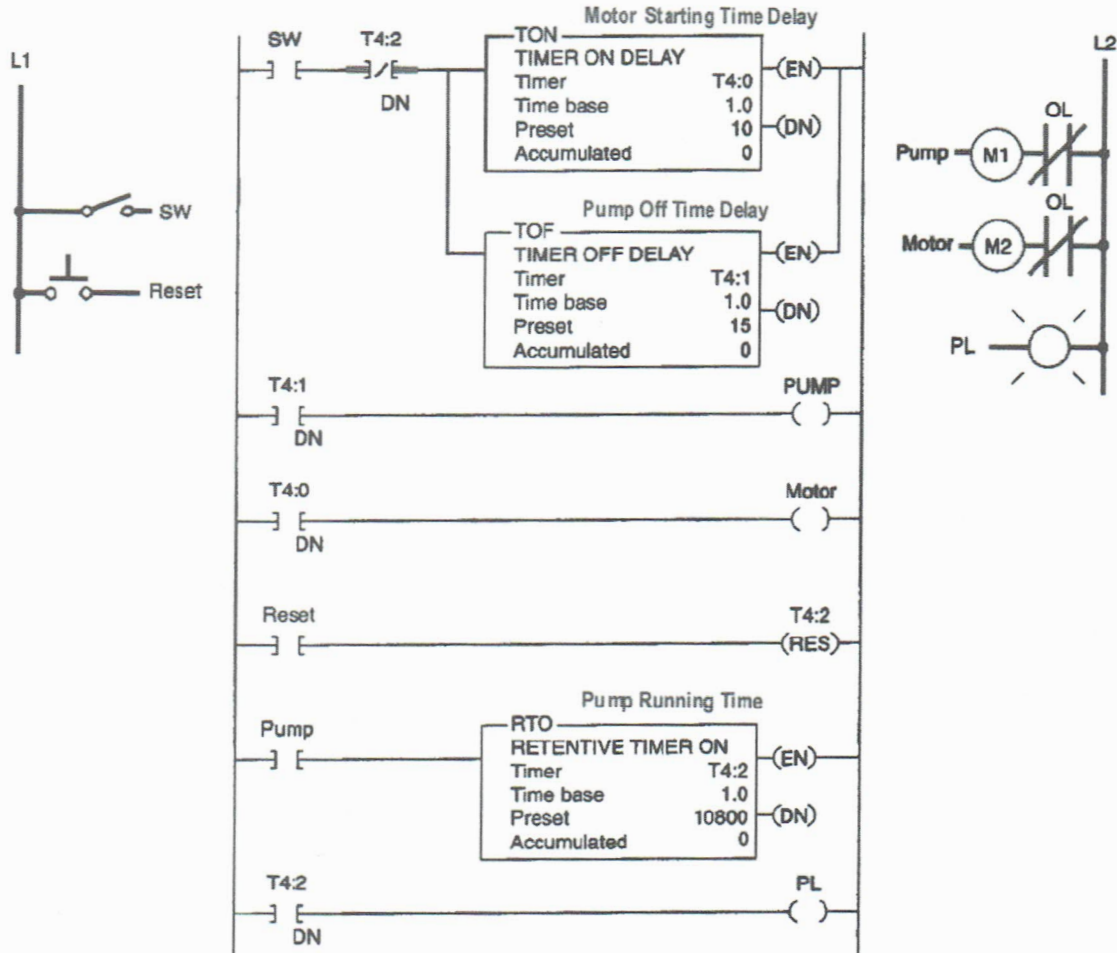 Motor Starting Time Delay
L1
SW
T4:2
DN
TON
TIMER ON DELAY
Timer T4:0
Time base 1.0
Preset 10
Accumulated 0
(EN)
(DN)
L2
OL
Pump M1
OL
Motor M2
PL
SW
Reset
Pump Off Time Delay
TOF
TIMER OFF DELAY
Timer T4:1
Time base 1.0
Preset 15
Accumulated 0
(EN)
(DN)
T4:1
DN
PUMP
T4:0
DN
Motor
Reset
T4:2
(RES)
Pump Running Time
Pump
RTO
RETENTIVE TIMER ON
Timer T4:2
Time base 1.0
Preset 10800
Accumulated 0
(EN)
(DN)
T4:2
DN
PL